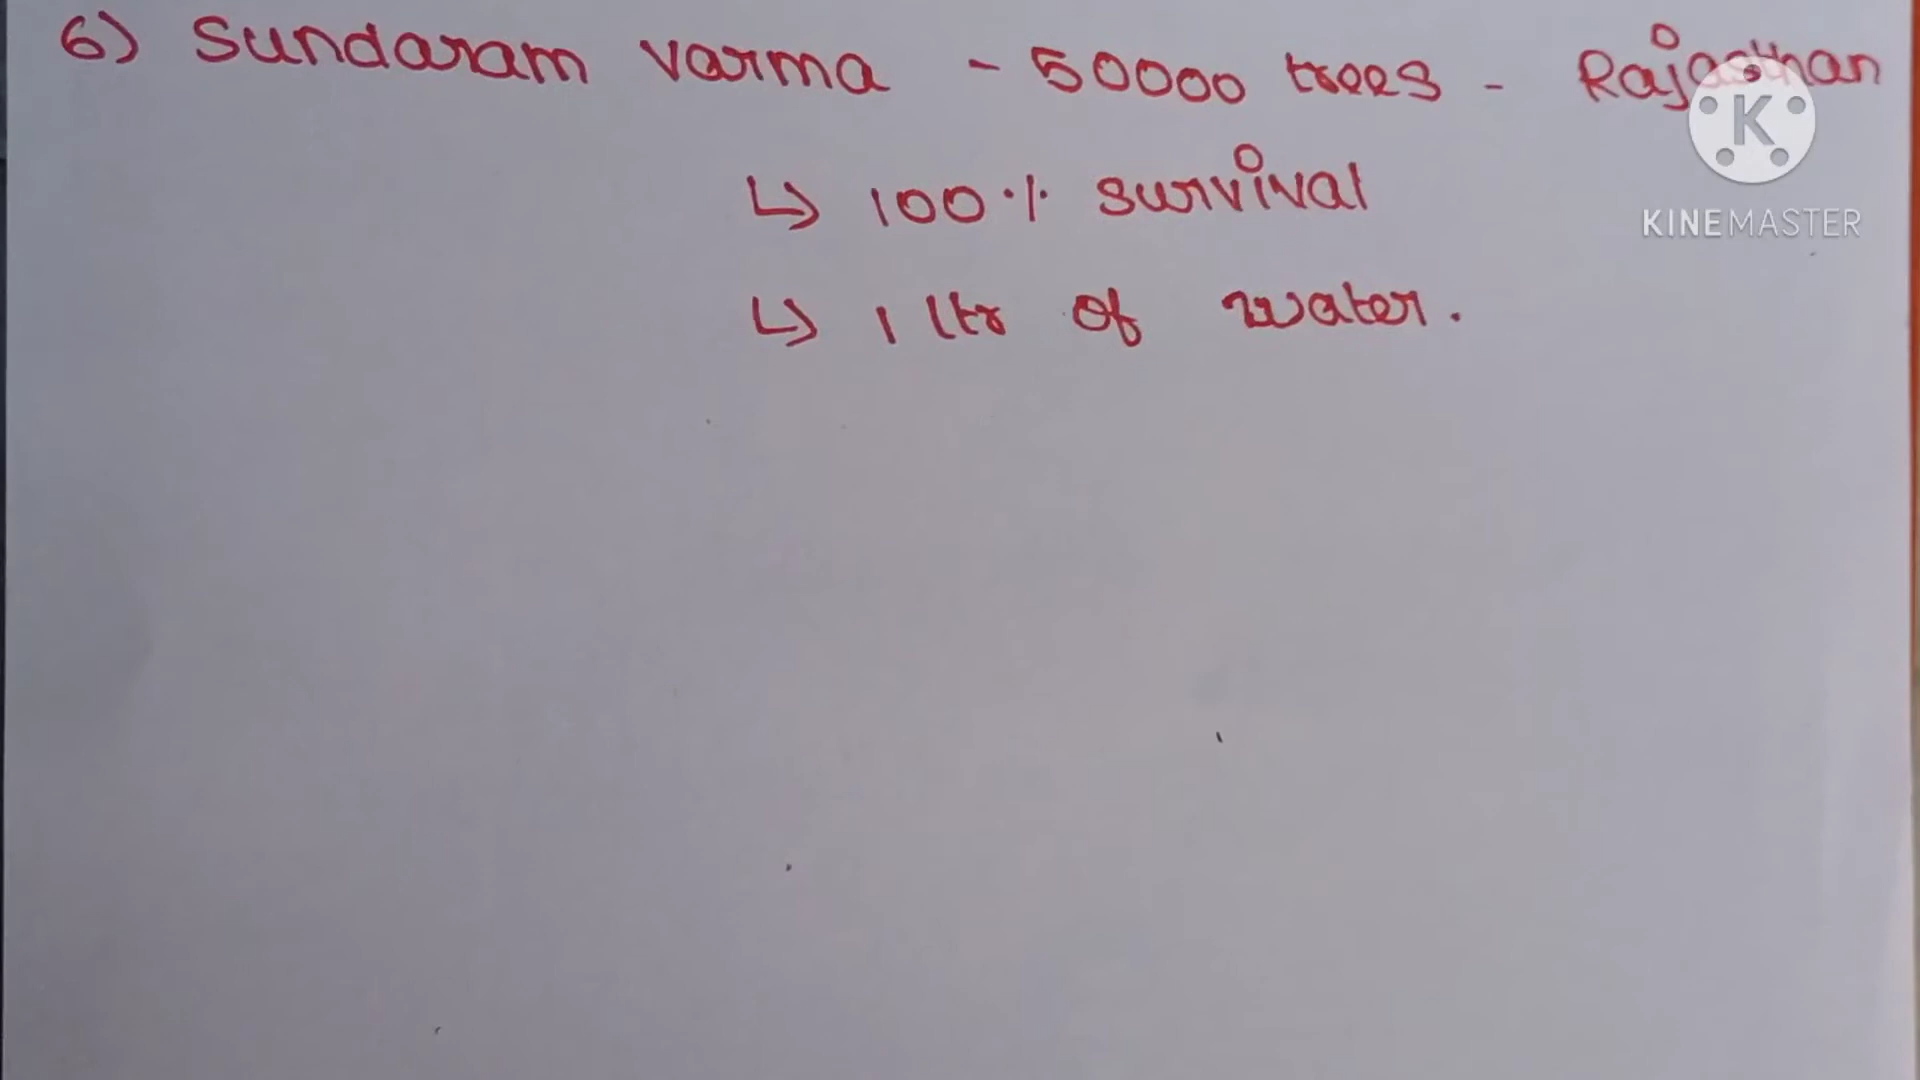 6) Sundaram Varma - 50000 trees - Rajasthan
↳ 100% survival
↳ 1 ltr of water.
K
KINEMASTER